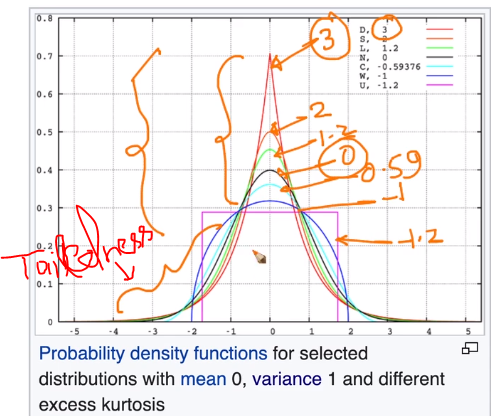 0.8
0.7
0.6
0.5
0.4
0.3
0.2
0.1
0
-5 -4 -3 -2 -1 0 1 2 3 4 5
D, 3
S, 2
L, 1.2
N, 0
C, -0.59376
W, -1
U, -1.2
3
2
1.2
0
0.59
-1
-1.2
Tailedness
Probability density functions for selected
distributions with mean 0, variance 1 and different
excess kurtosis